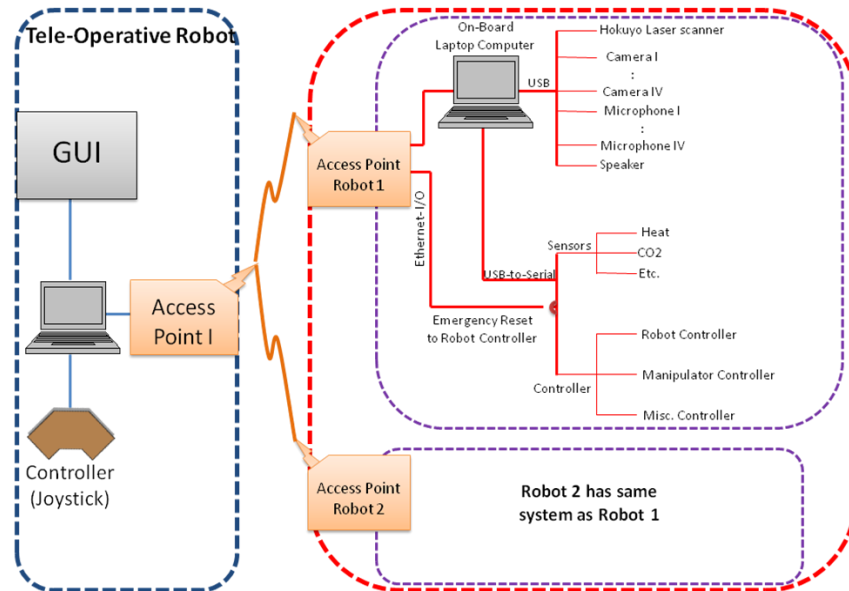 Tele-Operative Robot
GUI
Access
Point I
Controller
(Joystick)
On-Board
Laptop Computer
USB
Hokuyo Laser scanner
Camera I
:
Camera IV
Microphone I
:
Microphone IV
Speaker
Access Point
Robot 1
Ethernet-I/O
USB-to-Serial
Sensors
Heat
CO2
Etc.
Emergency Reset
to Robot Controller
Controller
Robot Controller
Manipulator Controller
Misc. Controller
Access Point
Robot 2
Robot 2 has same
system as Robot 1